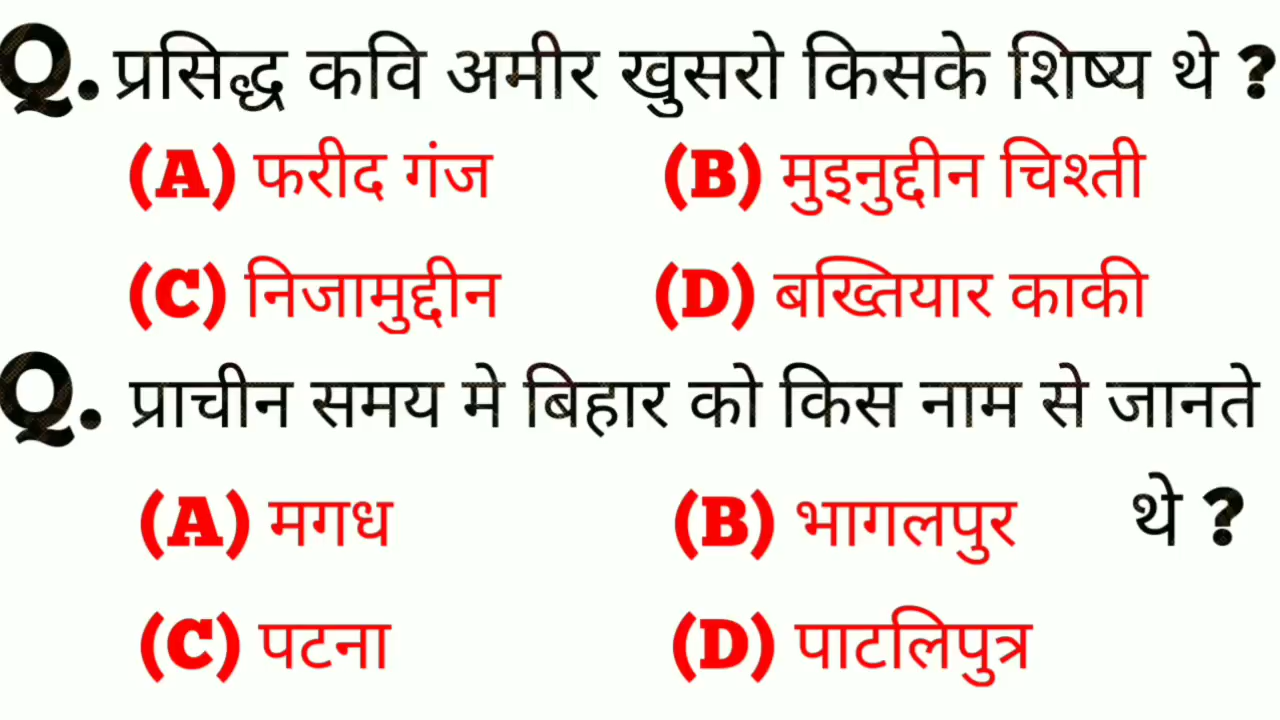 Q. प्रसिद्ध कवि अमीर खुसरो किसके शिष्य थे ?
(A) फरीद गंज (B) मुइनुद्दीन चिश्ती
(C) निजामुद्दीन (D) बख्तियार काकी
Q. प्राचीन समय मे बिहार को किस नाम से जानते
थे ?
(A) मगध (B) भागलपुर
(C) पटना (D) पाटलिपुत्र